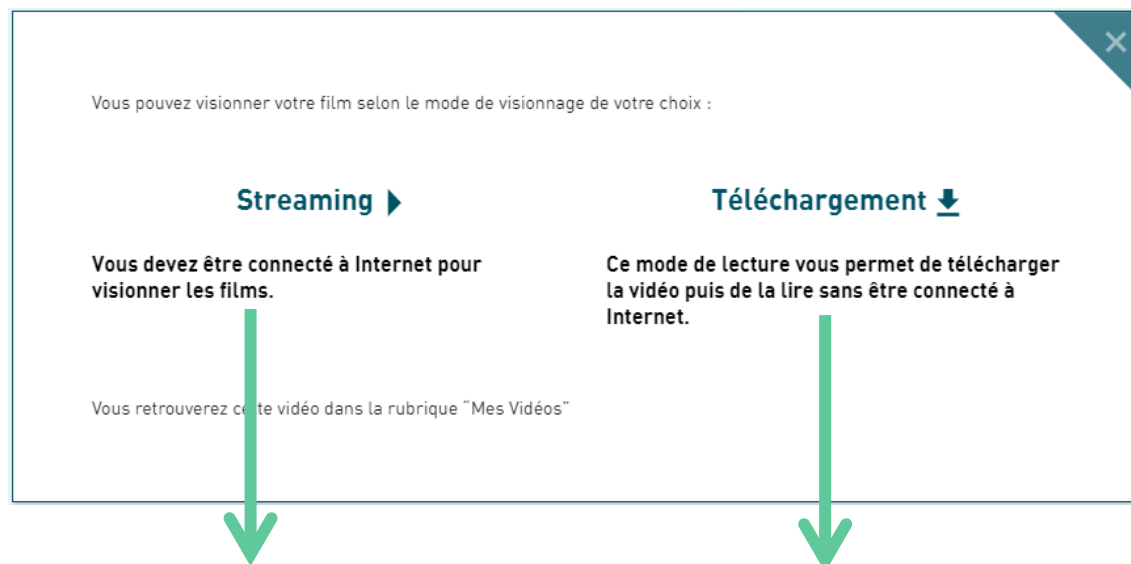 Vous pouvez visionner votre film selon le mode de visionnage de votre choix :
Streaming
Vous devez être connecté à Internet pour
visionner les films.
Téléchargement
Ce mode de lecture vous permet de télécharger
la vidéo puis de la lire sans être connecté à
Internet.
Vous retrouverez cette vidéo dans la rubrique "Mes Vidéos"